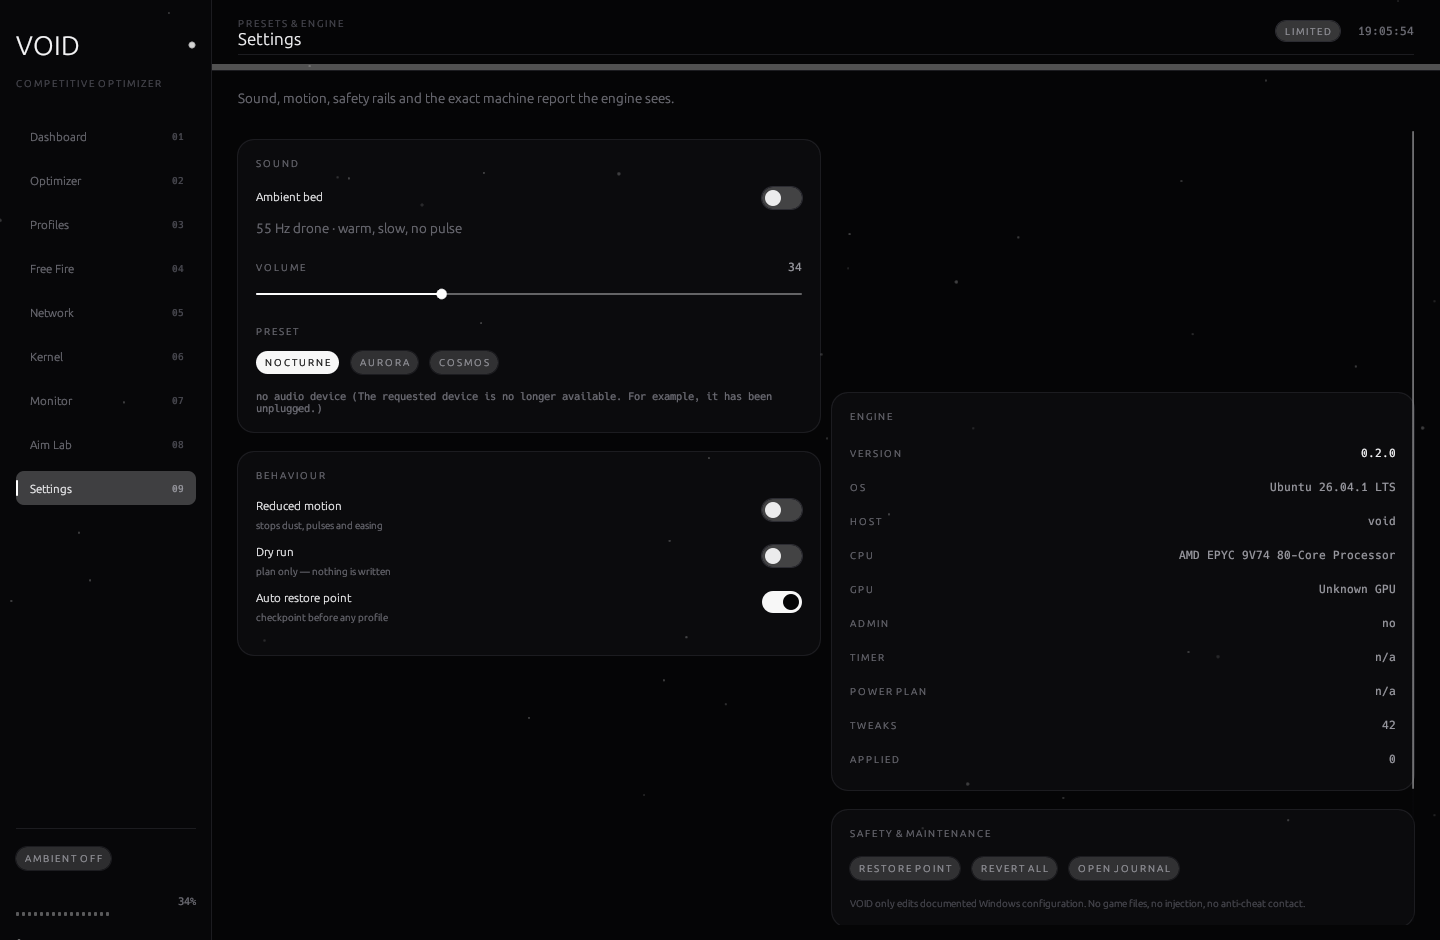 VOID
COMPETITIVE OPTIMIZER
Dashboard 01
Optimizer 02
Profiles 03
Free Fire 04
Network 05
Kernel 06
Monitor 07
Aim Lab 08
Settings 09
AMBIENT OFF
34%
PRESETS & ENGINE
Settings
LIMITED 19:05:54
Sound, motion, safety rails and the exact machine report the engine sees.
SOUND
Ambient bed
55 Hz drone · warm, slow, no pulse
VOLUME 34
PRESET
NOCTURNE AURORA COSMOS
no audio device (The requested device is no longer available. For example, it has been
unplugged.)
BEHAVIOUR
Reduced motion
stops dust, pulses and easing
Dry run
plan only — nothing is written
Auto restore point
checkpoint before any profile
ENGINE
VERSION 0.2.0
OS Ubuntu 26.04.1 LTS
HOST void
CPU AMD EPYC 9V74 80-Core Processor
GPU Unknown GPU
ADMIN no
TIMER n/a
POWER PLAN n/a
TWEAKS 42
APPLIED 0
SAFETY & MAINTENANCE
RESTORE POINT REVERT ALL OPEN JOURNAL
VOID only edits documented Windows configuration. No game files, no injection, no anti-cheat contact.